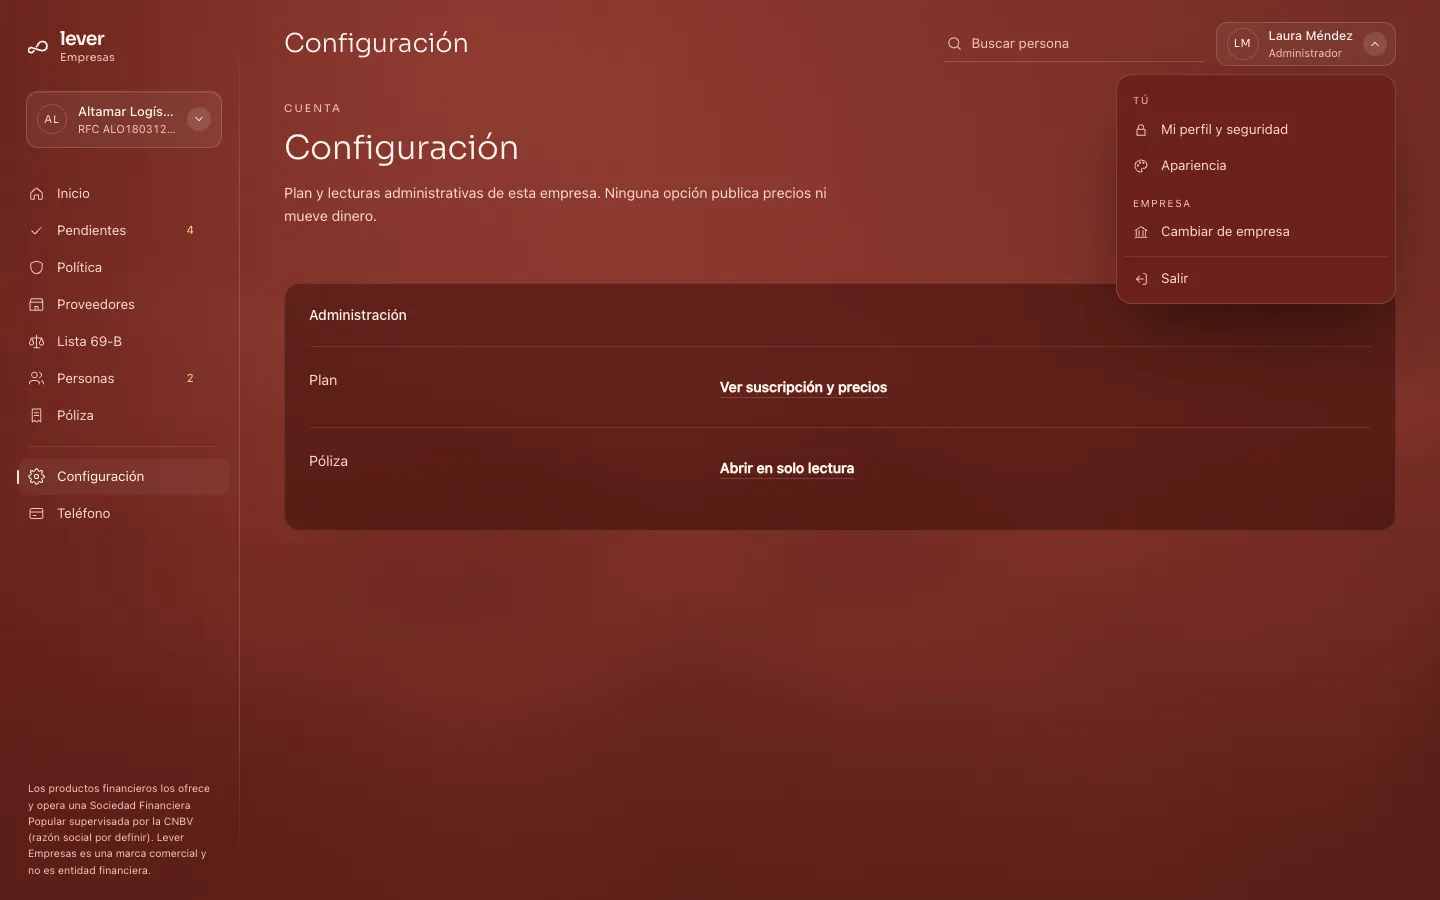 lever
Empresas
AL
Altamar Logís...
RFC ALO180312...
Inicio
Pendientes 4
Política
Proveedores
Lista 69-B
Personas 2
Póliza
Configuración
Teléfono
Los productos financieros los ofrece
y opera una Sociedad Financiera
Popular supervisada por la CNBV
(razón social por definir). Lever
Empresas es una marca comercial y
no es entidad financiera.
Configuración
Buscar persona
LM
Laura Méndez
Administrador
TÚ
Mi perfil y seguridad
Apariencia
EMPRESA
Cambiar de empresa
Salir
CUENTA
Configuración
Plan y lecturas administrativas de esta empresa. Ninguna opción publica precios ni
mueve dinero.
Administración
Plan
Ver suscripción y precios
Póliza
Abrir en solo lectura